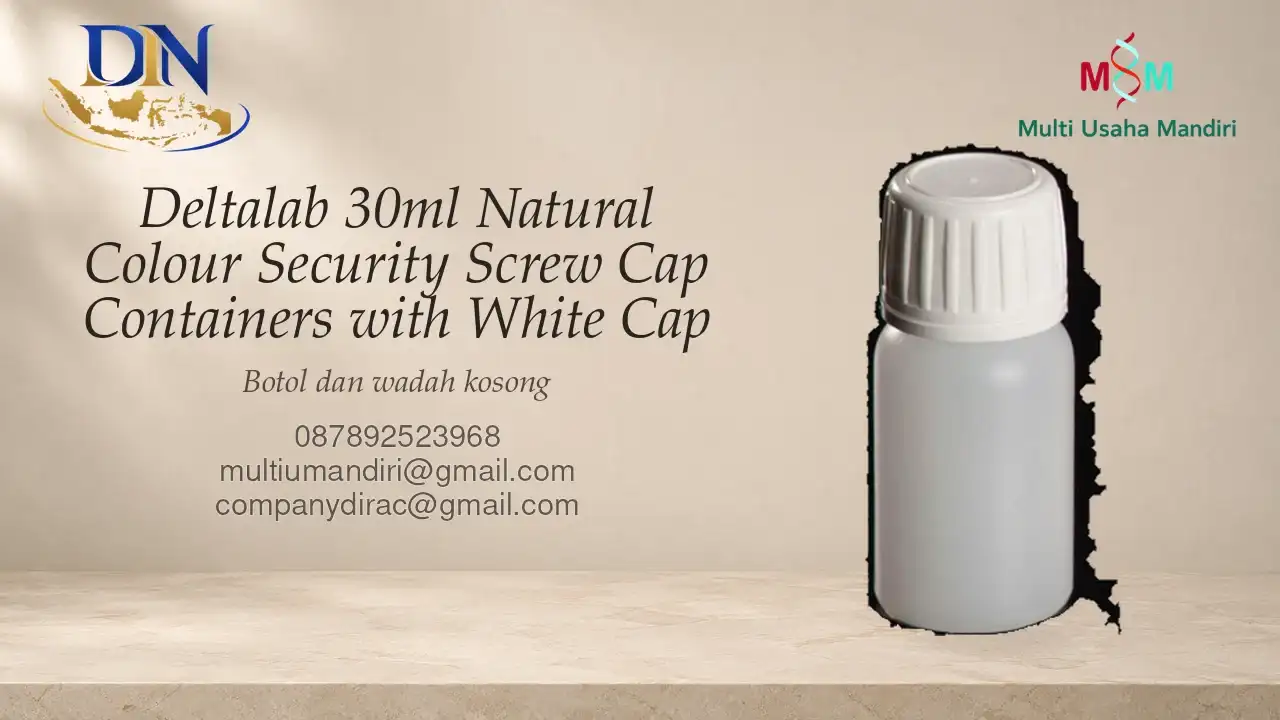 DN
MSM
Multi Usaha Mandiri
Deltalab 30ml Natural
Colour Security Screw Cap
Containers with White Cap
Botol dan wadah kosong
087892523968
multiumandiri@gmail.com
companydirac@gmail.com